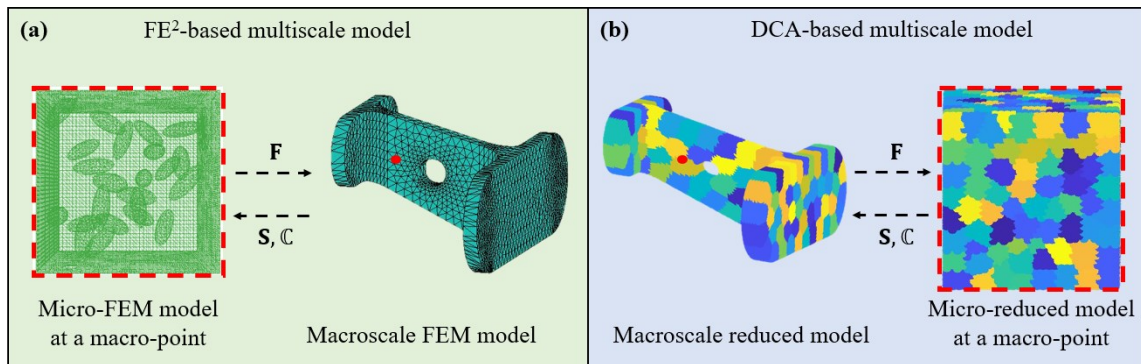 (a) FE²-based multiscale model
F
S, ℂ
Micro-FEM model
at a macro-point
Macroscale FEM model
(b) DCA-based multiscale model
F
S, ℂ
Macroscale reduced model
Micro-reduced model
at a macro-point